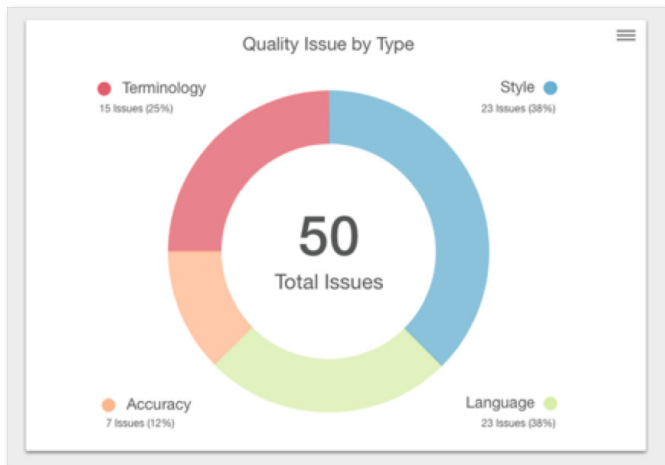 Quality Issue by Type
Terminology
15 Issues (25%)
Style
23 Issues (38%)
50
Total Issues
Accuracy
7 Issues (12%)
Language
23 Issues (38%)